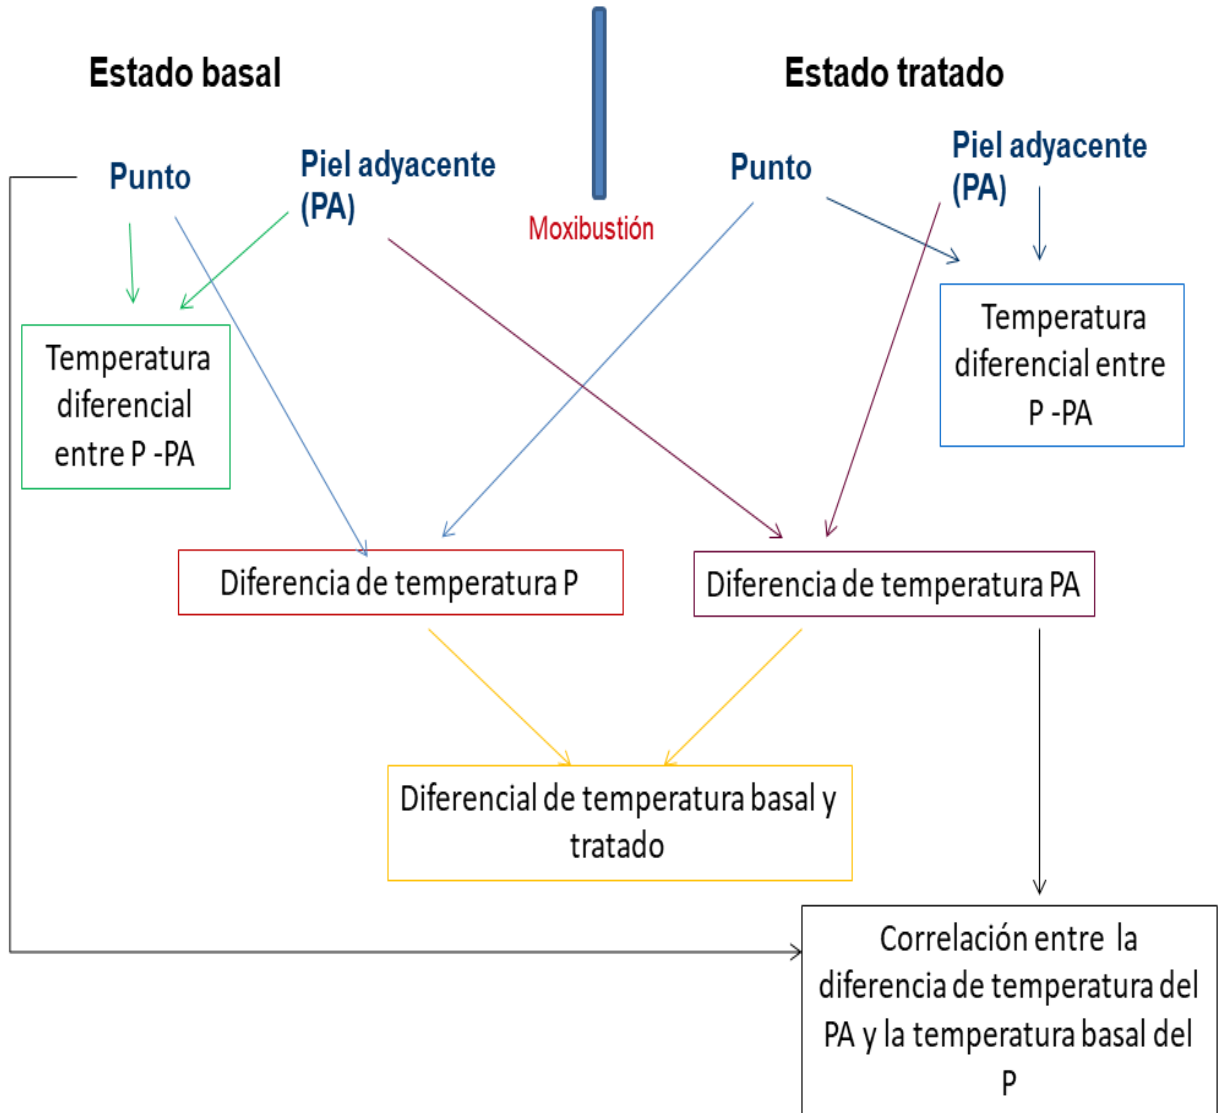 Estado basal
Estado tratado
Punto
Piel adyacente
(PA)
Moxibustión
Punto
Piel adyacente
(PA)
Temperatura
diferencial
entre P -PA
Temperatura
diferencial entre
P -PA
Diferencia de temperatura P
Diferencia de temperatura PA
Diferencial de temperatura basal y
tratado
Correlación entre la
diferencia de temperatura del
PA y la temperatura basal del
P